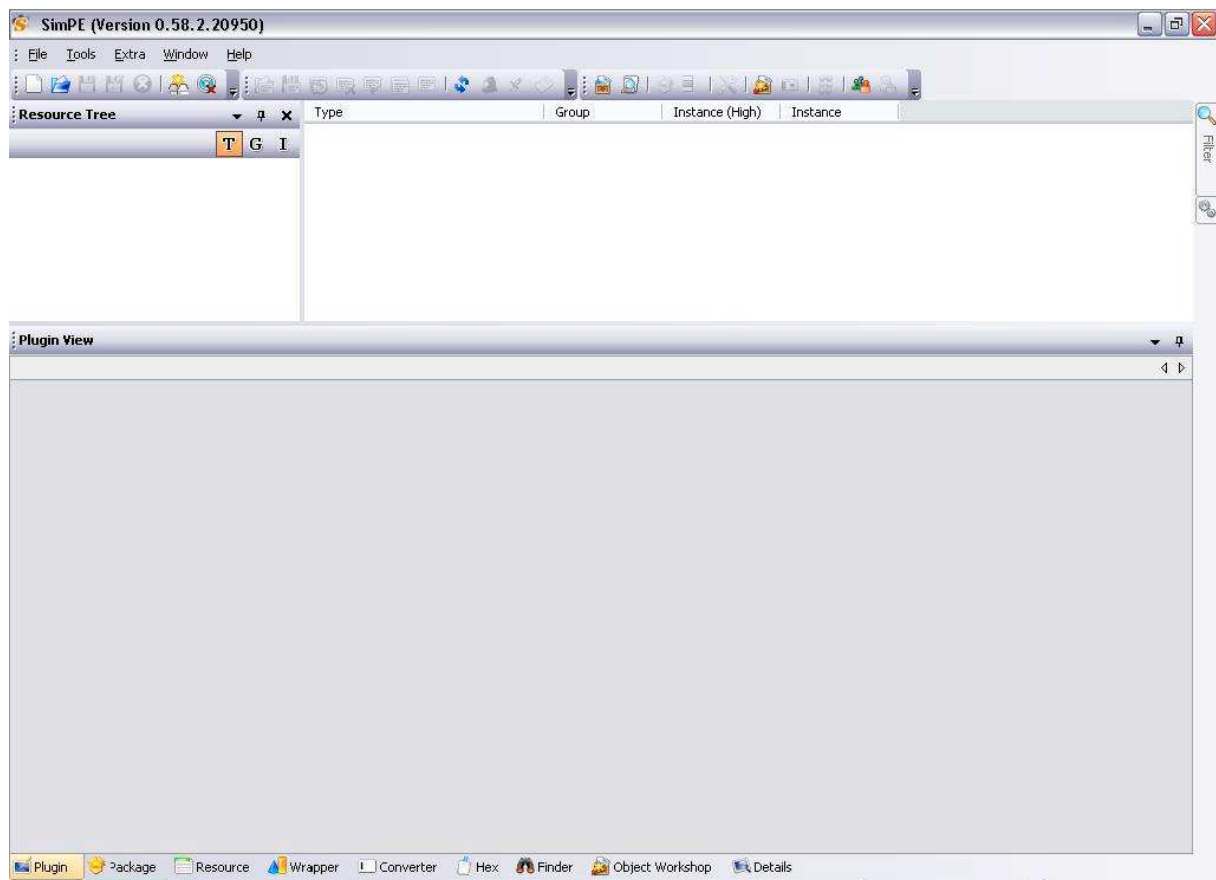 SimPE (Version 0.58.2.20950)
File Tools Extra Window Help
Resource Tree
T G I
Type Group Instance (High) Instance
Filter
Plugin View
Plugin Package Resource Wrapper Converter Hex Finder Object Workshop Details